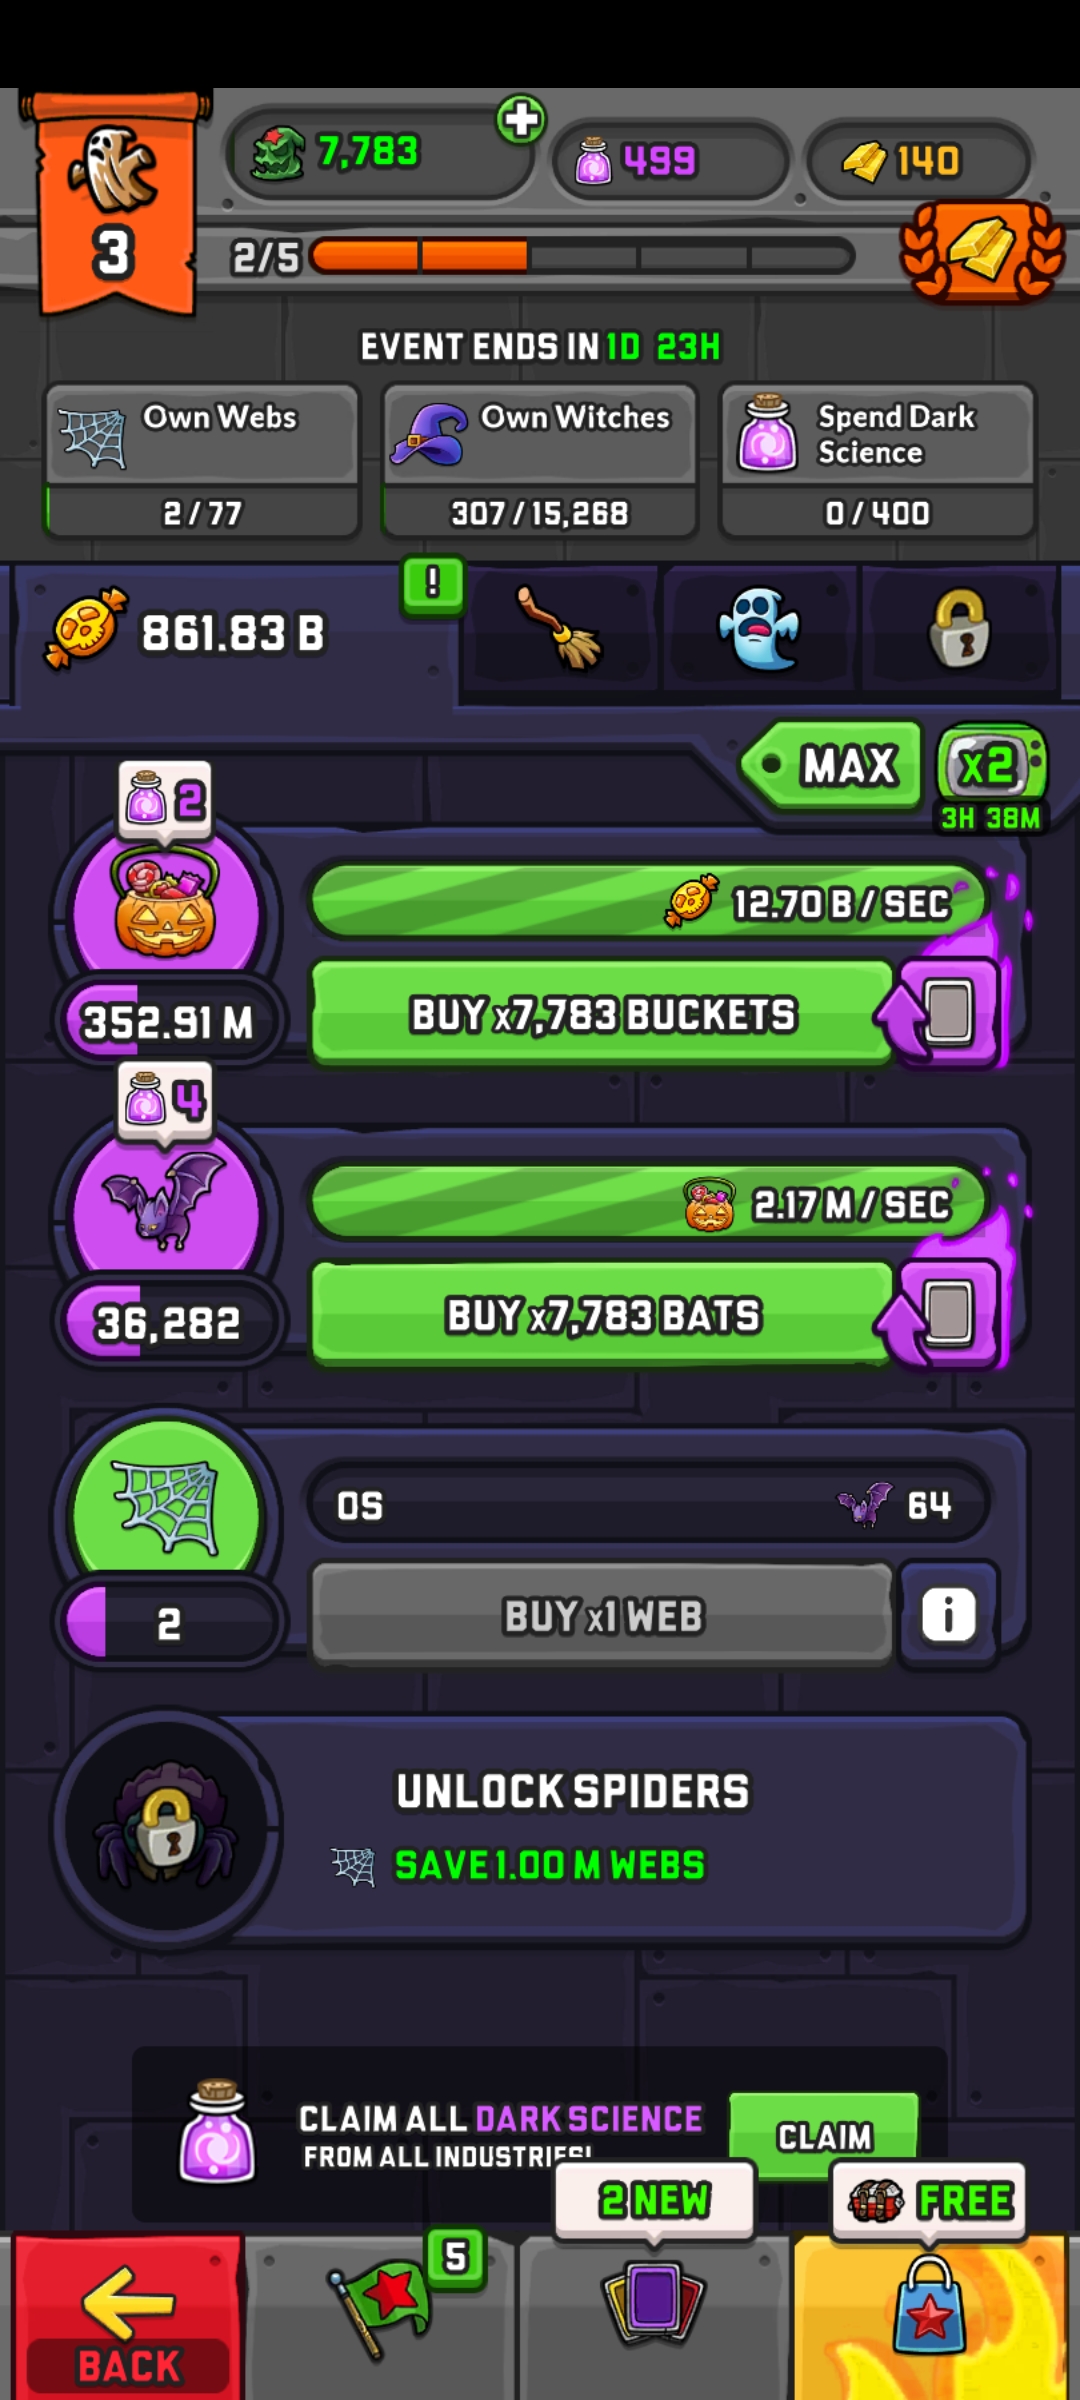 7,783
499
140
3
2/5
EVENT ENDS IN 1D 23H
Own Webs
2/77
Own Witches
307/15,268
Spend Dark
Science
0/400
861.83 B
!
MAX
x2
3H 38M
2
12.70 B / SEC
352.91 M
BUY x7,783 BUCKETS
4
2.17 M / SEC
36,282
BUY x7,783 BATS
0S
64
2
BUY x1 WEB
i
UNLOCK SPIDERS
SAVE 1.00 M WEBS
CLAIM ALL DARK SCIENCE
FROM ALL INDUSTRIES!
CLAIM
2 NEW
FREE
5
BACK